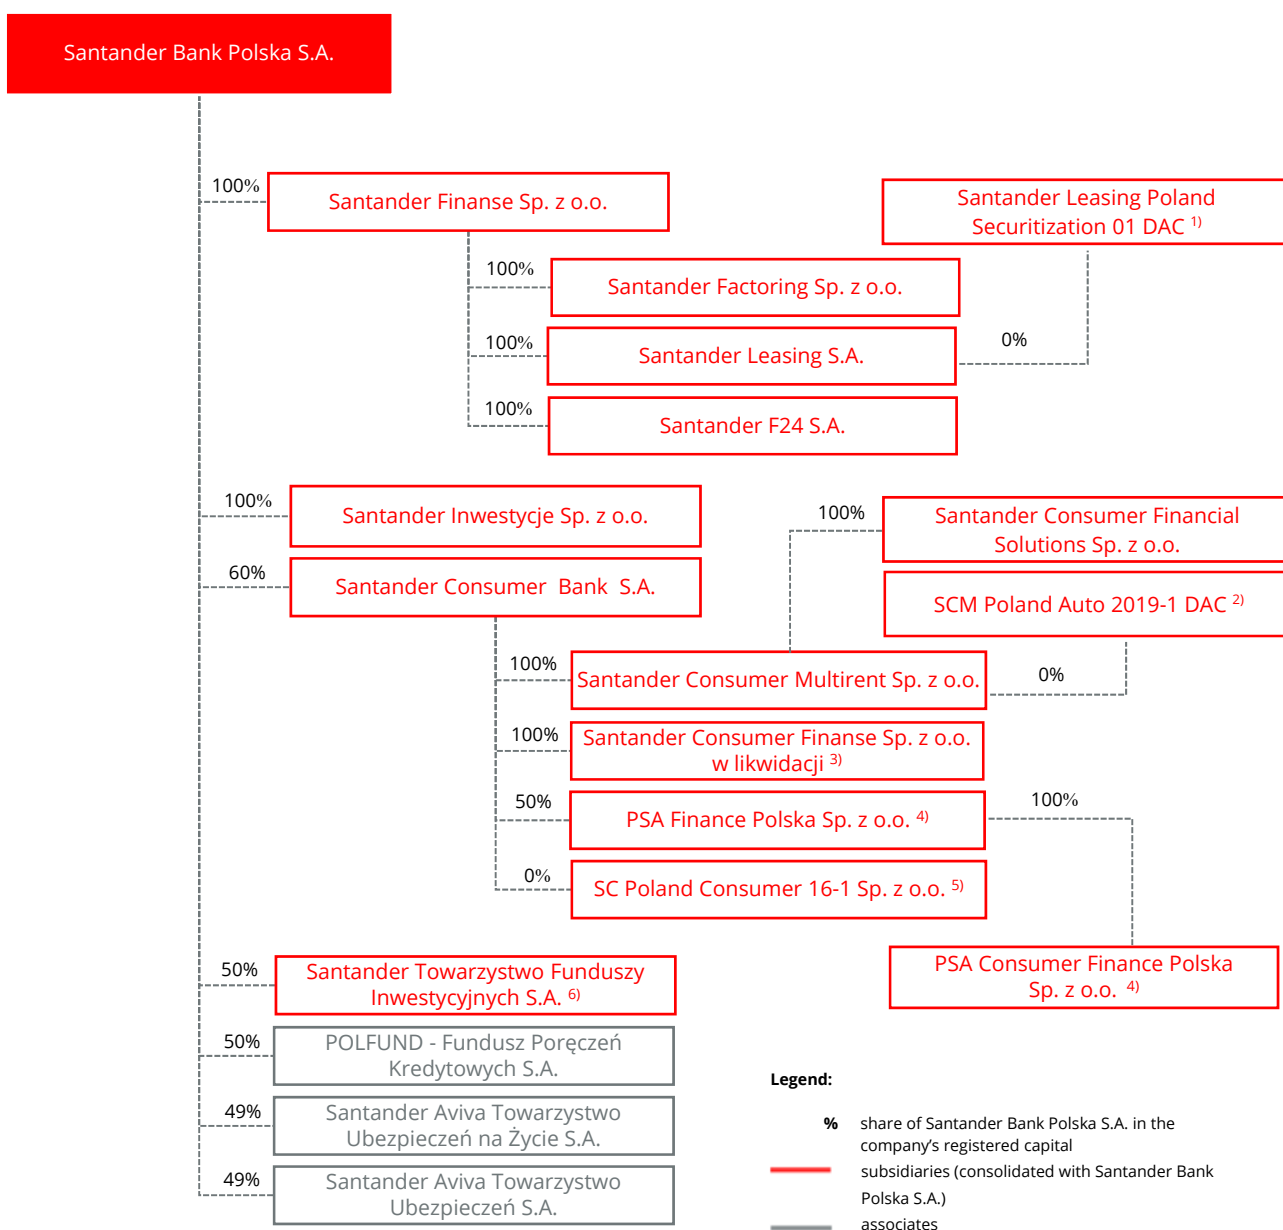 Santander Bank Polska S.A.
100%
Santander Finanse Sp. z o.o.
Santander Leasing Poland
Securitization 01 DAC 1)
100%
Santander Factoring Sp. z o.o.
100%
Santander Leasing S.A.
0%
100%
Santander F24 S.A.
100%
Santander Inwestycje Sp. z o.o.
100%
Santander Consumer Financial
Solutions Sp. z o.o.
60%
Santander Consumer Bank S.A.
SCM Poland Auto 2019-1 DAC 2)
100%
Santander Consumer Multirent Sp. z o.o.
0%
100%
Santander Consumer Finanse Sp. z o.o.
w likwidacji 3)
50%
PSA Finance Polska Sp. z o.o. 4)
100%
0%
SC Poland Consumer 16-1 Sp. z o.o. 5)
50%
Santander Towarzystwo Funduszy
Inwestycyjnych S.A. 6)
PSA Consumer Finance Polska
Sp. z o.o. 4)
50%
POLFUND - Fundusz Poręczeń
Kredytowych S.A.
49%
Santander Aviva Towarzystwo
Ubezpieczeń na Życie S.A.
49%
Santander Aviva Towarzystwo
Ubezpieczeń S.A.
Legend:
% share of Santander Bank Polska S.A. in the
company's registered capital
subsidiaries (consolidated with Santander Bank
Polska S.A.)
associates